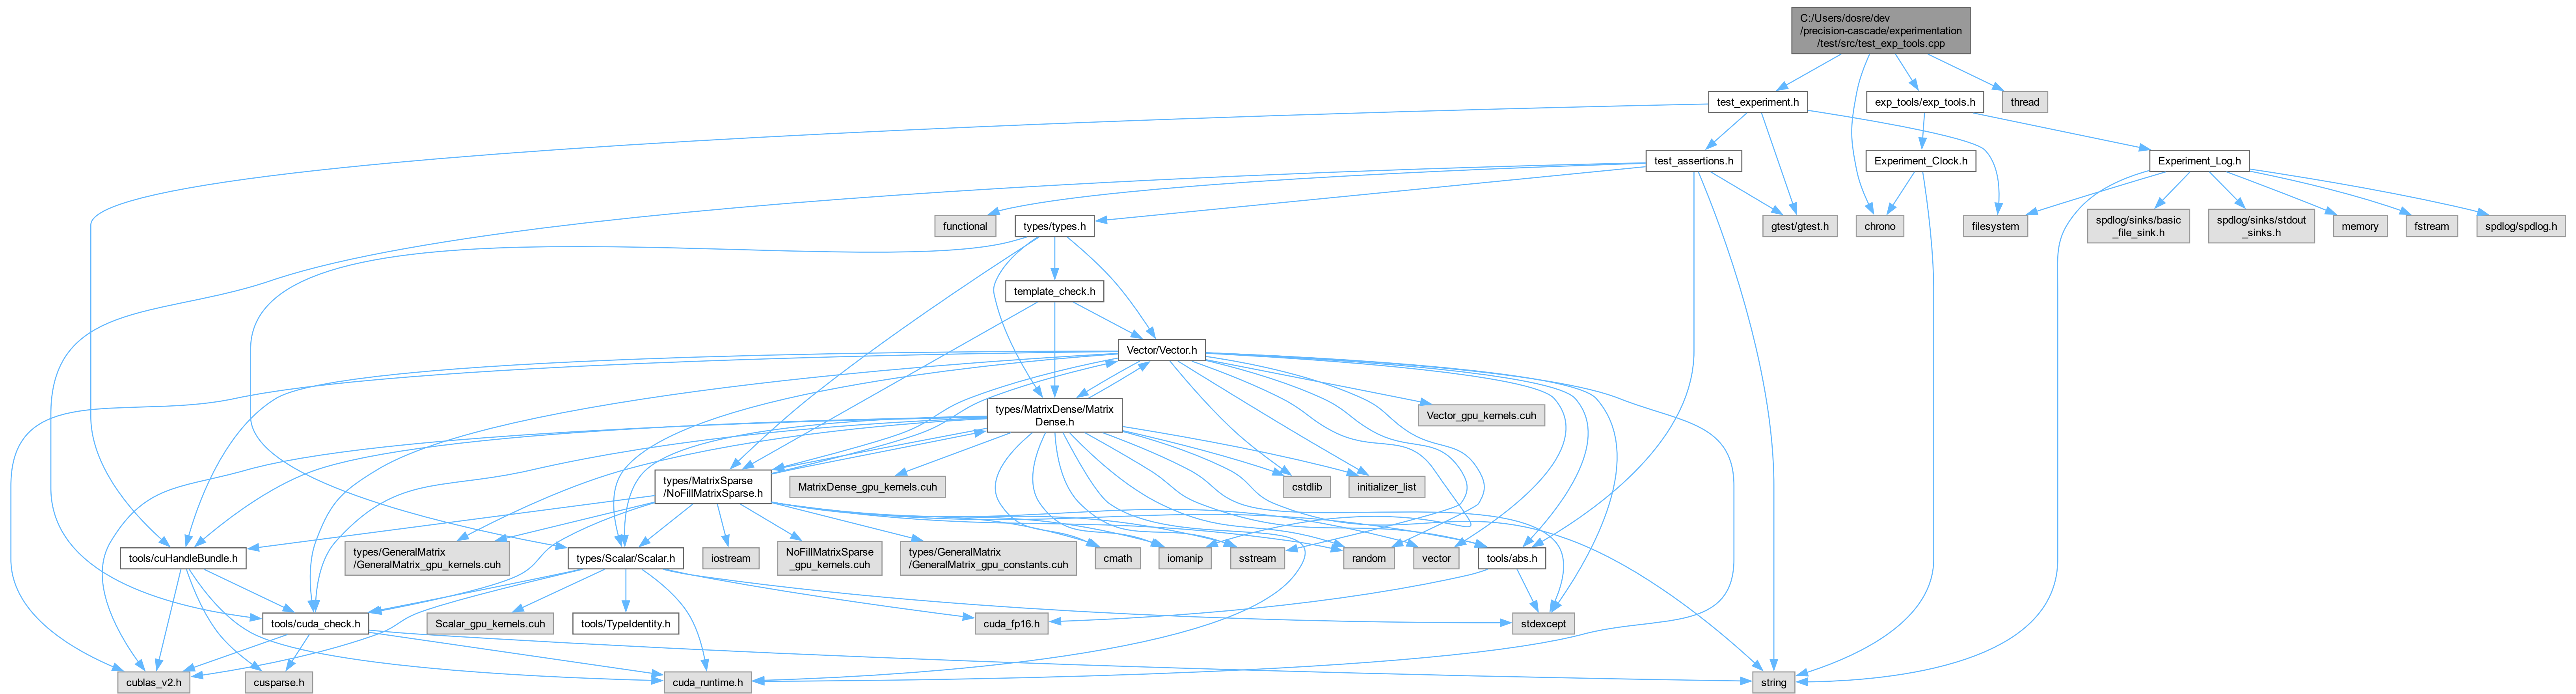 C:/Users/dosre/dev
/precision-cascade/experimentation
/test/src/test_exp_tools.cpp
test_experiment.h
exp_tools/exp_tools.h
thread
test_assertions.h
Experiment_Clock.h
Experiment_Log.h
functional
types/types.h
gtest/gtest.h
chrono
filesystem
spdlog/sinks/basic
_file_sink.h
spdlog/sinks/stdout
_sinks.h
memory
fstream
spdlog/spdlog.h
template_check.h
Vector/Vector.h
types/MatrixDense/Matrix
Dense.h
Vector_gpu_kernels.cuh
types/MatrixSparse
/NoFillMatrixSparse.h
MatrixDense_gpu_kernels.cuh
cstdlib
initializer_list
tools/cuHandleBundle.h
types/GeneralMatrix
/GeneralMatrix_gpu_kernels.cuh
types/Scalar/Scalar.h
iostream
NoFillMatrixSparse
_gpu_kernels.cuh
types/GeneralMatrix
/GeneralMatrix_gpu_constants.cuh
cmath
iomanip
sstream
random
vector
tools/abs.h
tools/cuda_check.h
Scalar_gpu_kernels.cuh
tools/TypeIdentity.h
cuda_fp16.h
stdexcept
cublas_v2.h
cusparse.h
cuda_runtime.h
string